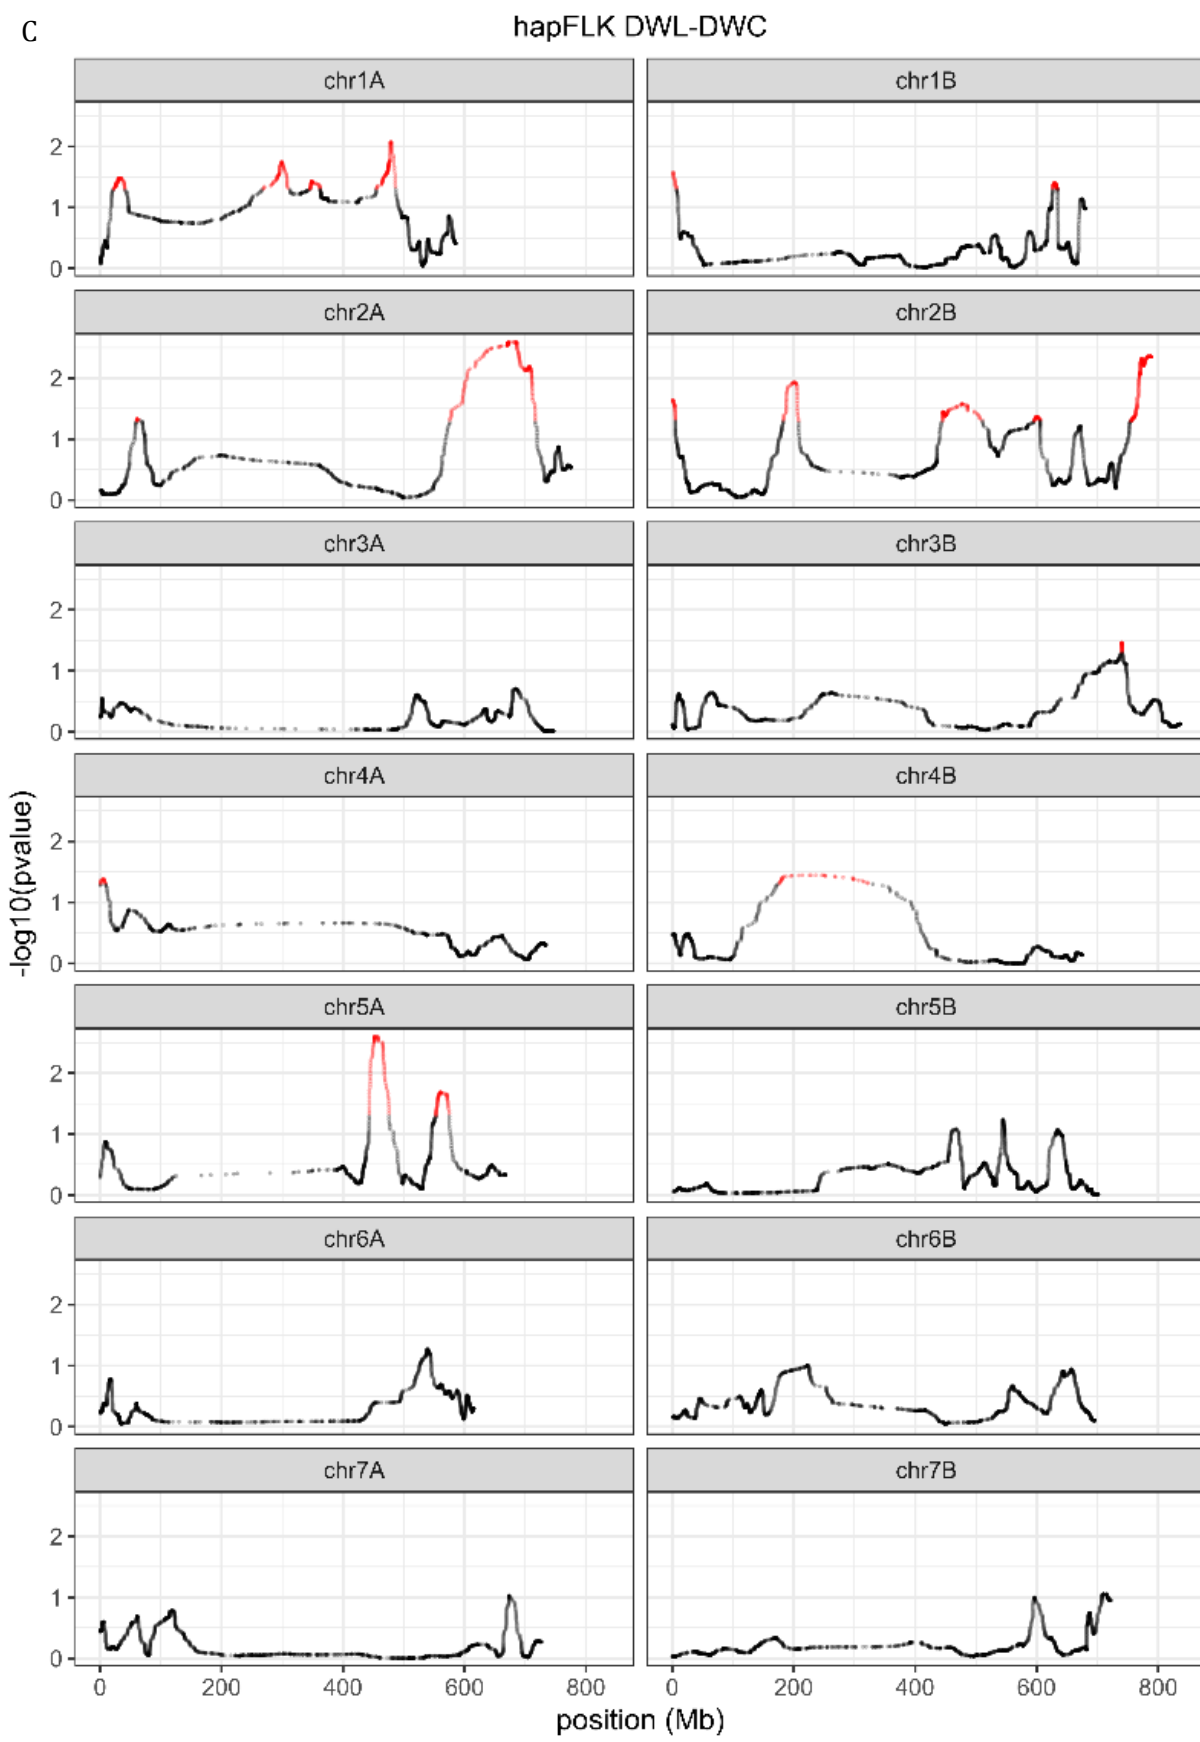 C
hapFLK DWL-DWC
chr1A
chr1B
2
1
0
chr2A
chr2B
2
1
0
chr3A
chr3B
2
1
0
chr4A
chr4B
2
1
0
-log10(pvalue)
chr5A
chr5B
2
1
0
chr6A
chr6B
2
1
0
chr7A
chr7B
2
1
0
0 200 400 600 800 0 200 400 600 800
position (Mb)